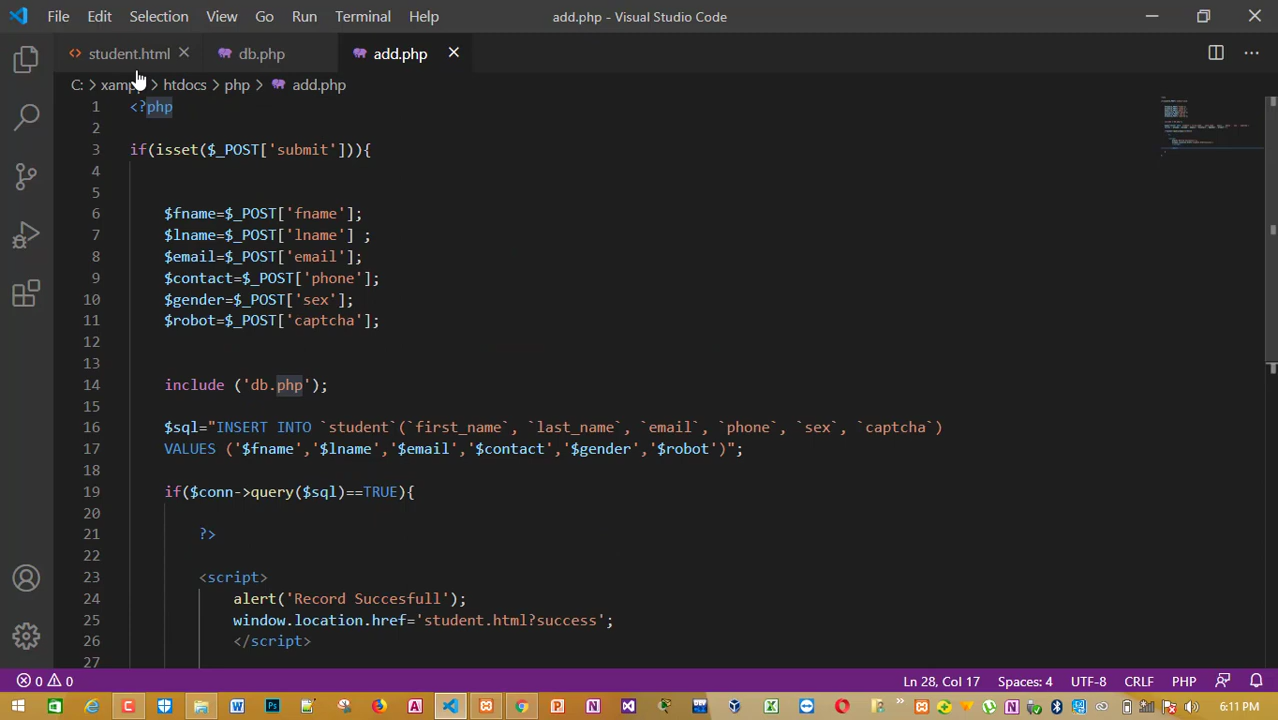 File Edit Selection View Go Run Terminal Help add.php - Visual Studio Code
student.html db.php add.php
C: > xampp > htdocs > php > add.php
1 <?php
2
3 if(isset($_POST['submit'])){
4
5
6 $fname=$_POST['fname'];
7 $lname=$_POST['lname'] ;
8 $email=$_POST['email'];
9 $contact=$_POST['phone'];
10 $gender=$_POST['sex'];
11 $robot=$_POST['captcha'];
12
13
14 include ('db.php');
15
16 $sql="INSERT INTO `student`(`first_name`, `last_name`, `email`, `phone`, `sex`, `captcha`)
17 VALUES ('$fname','$lname','$email','$contact','$gender','$robot')";
18
19 if($conn->query($sql)==TRUE){
20
21 ?>
22
23 <script>
24 alert('Record Succesfull');
25 window.location.href='student.html?success';
26 </script>
27
0 0 Ln 28, Col 17 Spaces: 4 UTF-8 CRLF PHP
6:11 PM